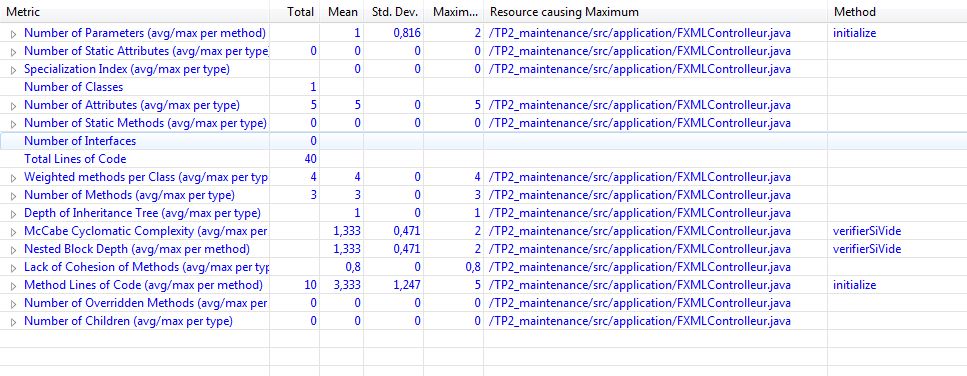 Metric Total Mean Std. Dev. Maxim... Resource causing Maximum Method
Number of Parameters (avg/max per method) 1 0,816 2 /TP2_maintenance/src/application/FXMLControlleur.java initialize
Number of Static Attributes (avg/max per type) 0 0 0 0 /TP2_maintenance/src/application/FXMLControlleur.java
Specialization Index (avg/max per type) 0 0 0 /TP2_maintenance/src/application/FXMLControlleur.java
Number of Classes 1
Number of Attributes (avg/max per type) 5 5 0 5 /TP2_maintenance/src/application/FXMLControlleur.java
Number of Static Methods (avg/max per type) 0 0 0 0 /TP2_maintenance/src/application/FXMLControlleur.java
Number of Interfaces 0
Total Lines of Code 40
Weighted methods per Class (avg/max per typ 4 4 0 4 /TP2_maintenance/src/application/FXMLControlleur.java
Number of Methods (avg/max per type) 3 3 0 3 /TP2_maintenance/src/application/FXMLControlleur.java
Depth of Inheritance Tree (avg/max per type) 1 0 1 /TP2_maintenance/src/application/FXMLControlleur.java
McCabe Cyclomatic Complexity (avg/max per 1,333 0,471 2 /TP2_maintenance/src/application/FXMLControlleur.java verifierSiVide
Nested Block Depth (avg/max per method) 1,333 0,471 2 /TP2_maintenance/src/application/FXMLControlleur.java verifierSiVide
Lack of Cohesion of Methods (avg/max per typ 0,8 0 0,8 /TP2_maintenance/src/application/FXMLControlleur.java
Method Lines of Code (avg/max per method) 10 3,333 1,247 5 /TP2_maintenance/src/application/FXMLControlleur.java initialize
Number of Overridden Methods (avg/max per 0 0 0 0 /TP2_maintenance/src/application/FXMLControlleur.java
Number of Children (avg/max per type) 0 0 0 0 /TP2_maintenance/src/application/FXMLControlleur.java